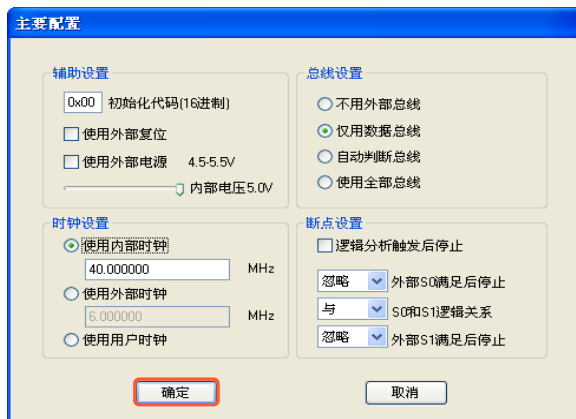 主要配置
辅助设置
0x00 初始化代码(16进制)
使用外部复位
使用外部电源 4.5-5.5V
内部电压5.0V
总线设置
不用外部总线
仅用数据总线
自动判断总线
使用全部总线
时钟设置
使用内部时钟
40.000000 MHz
使用外部时钟
6.000000 MHz
使用用户时钟
断点设置
逻辑分析触发后停止
忽略 外部S0满足后停止
与 S0和S1逻辑关系
忽略 外部S1满足后停止
确定 取消